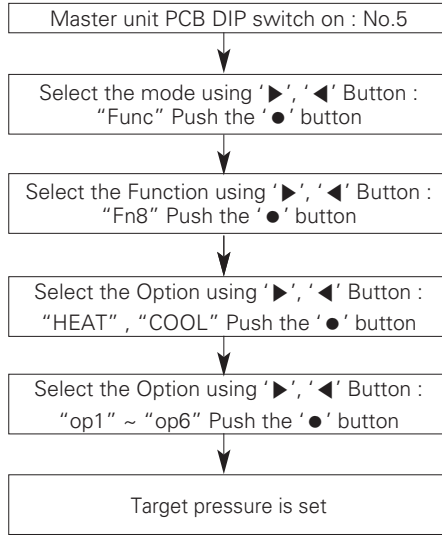 Master unit PCB DIP switch on : No.5
Select the mode using ‘▶’, ‘◀’ Button :
“Func” Push the ‘●’ button
Select the Function using ‘▶’, ‘◀’ Button :
“Fn8” Push the ‘●’ button
Select the Option using ‘▶’, ‘◀’ Button :
“HEAT” , “COOL” Push the ‘●’ button
Select the Option using ‘▶’, ‘◀’ Button :
“op1” ~ “op6” Push the ‘●’ button
Target pressure is set